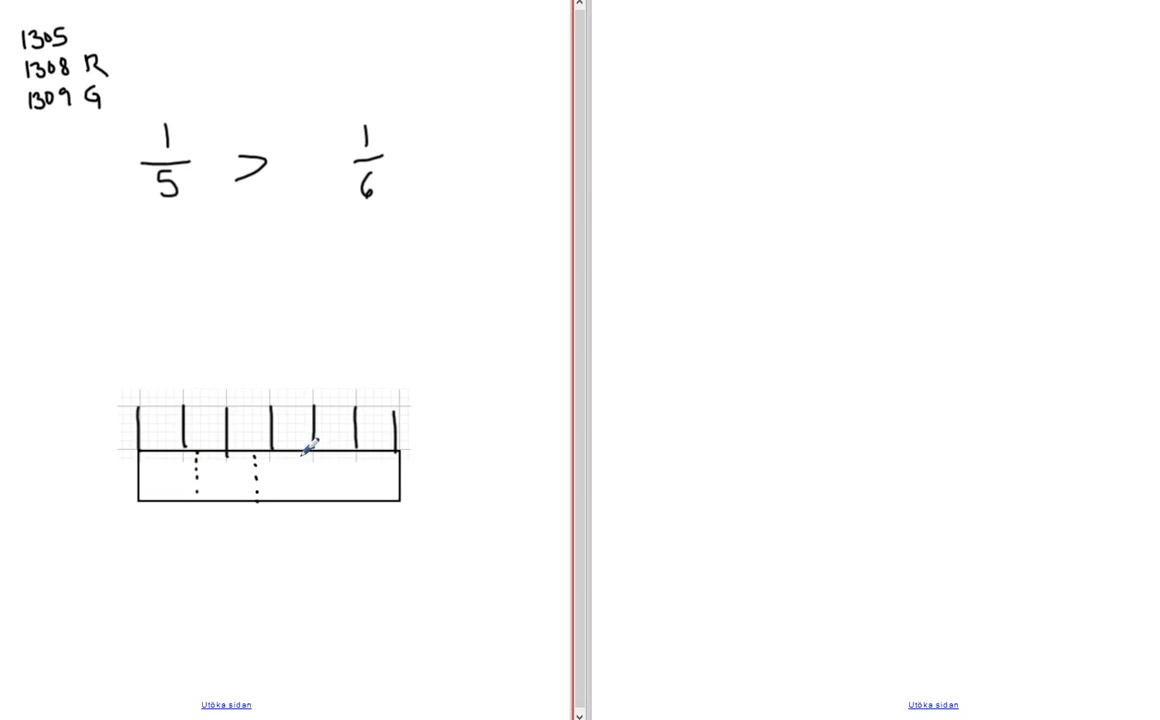 1305
1308 R
1309 G
1/5 > 1/6
Utöka sidan
Utöka sidan